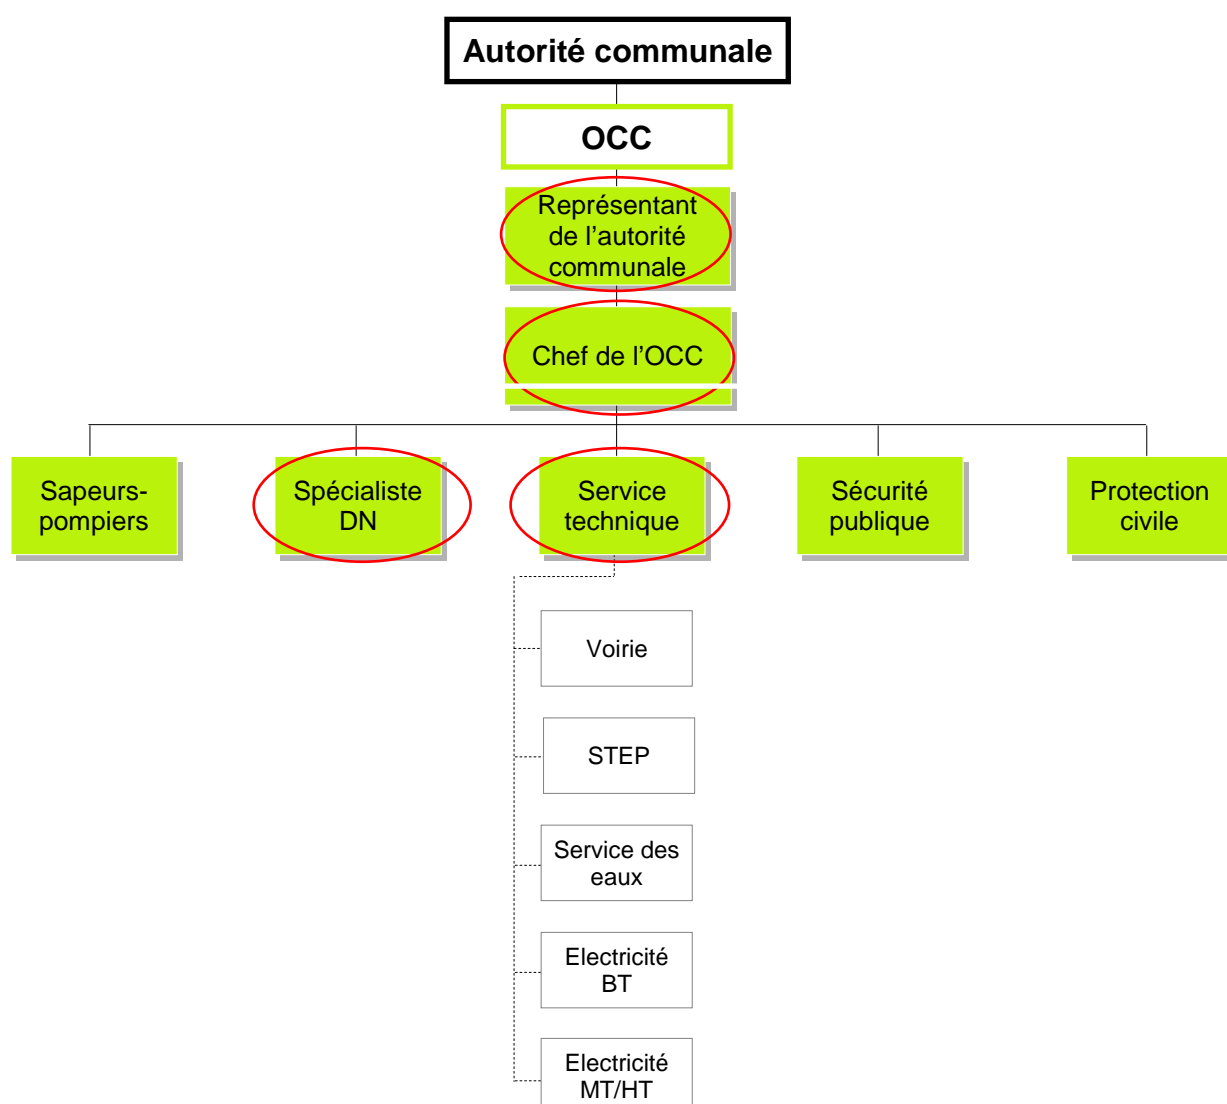 Autorité communale
OCC
Représentant
de l’autorité
communale
Chef de l’OCC
Sapeurs-
pompiers
Spécialiste
DN
Service
technique
Sécurité
publique
Protection
civile
Voirie
STEP
Service des
eaux
Electricité
BT
Electricité
MT/HT